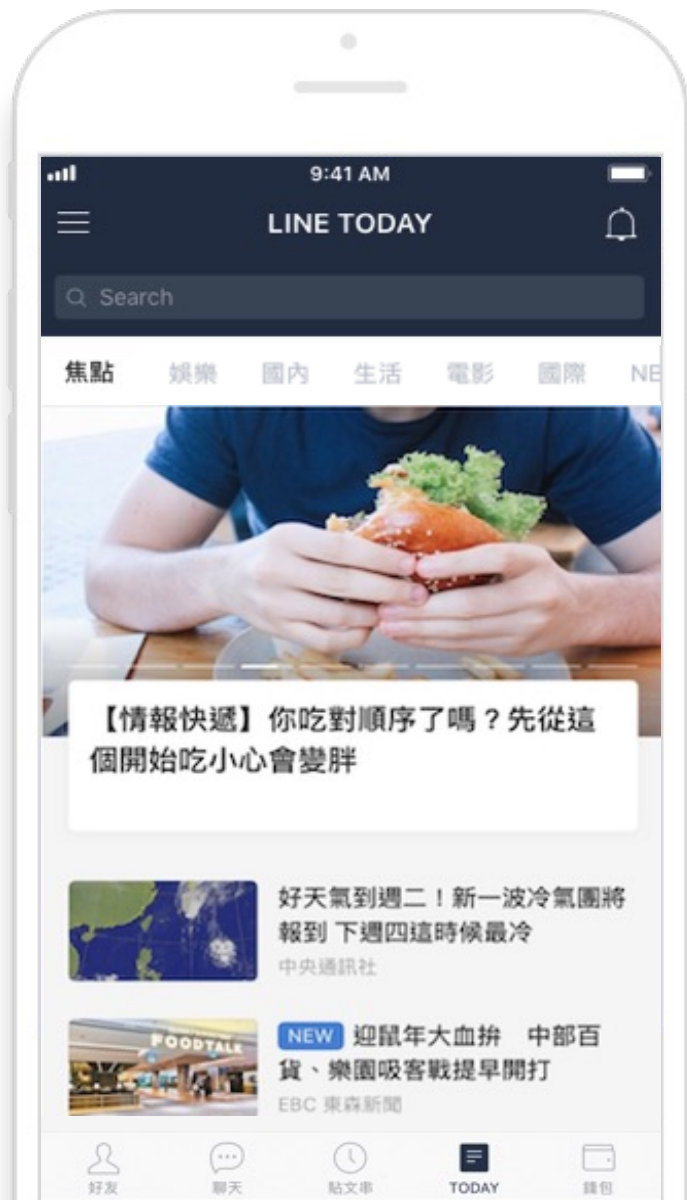 9:41 AM
LINE TODAY
Search
焦點 娛樂 國內 生活 電影 國際 NE
【情報快遞】你吃對順序了嗎？先從這
個開始吃小心會變胖
好天氣到週二！新一波冷氣團將
報到 下週四這時候最冷
中央通訊社
FOODTALK
NEW 迎鼠年大血拚　中部百
貨、樂園吸客戰提早開打
EBC 東森新聞
好友 聊天 貼文串 TODAY 錢包